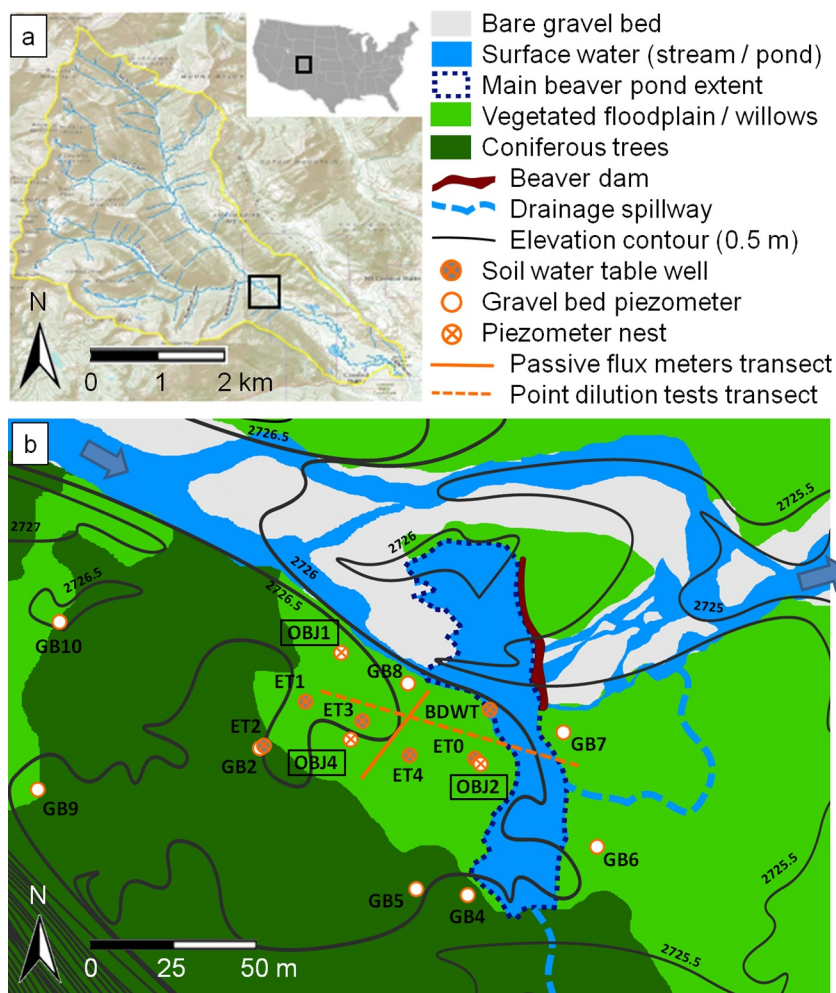 a
N
0 1 2 km
Bare gravel bed
Surface water (stream / pond)
Main beaver pond extent
Vegetated floodplain / willows
Coniferous trees
Beaver dam
Drainage spillway
Elevation contour (0.5 m)
Soil water table well
Gravel bed piezometer
Piezometer nest
Passive flux meters transect
Point dilution tests transect
b
2726.5
2725.5
2727
2726
2726
2726.5
2726.5
2725
GB10
OBJ1
GB8
ET1
ET3
BDWT
ET2
GB2
OBJ4
ET4
ET0
OBJ2
GB7
GB9
GB6
GB5
GB4
2725.5
2725.5
N
0 25 50 m